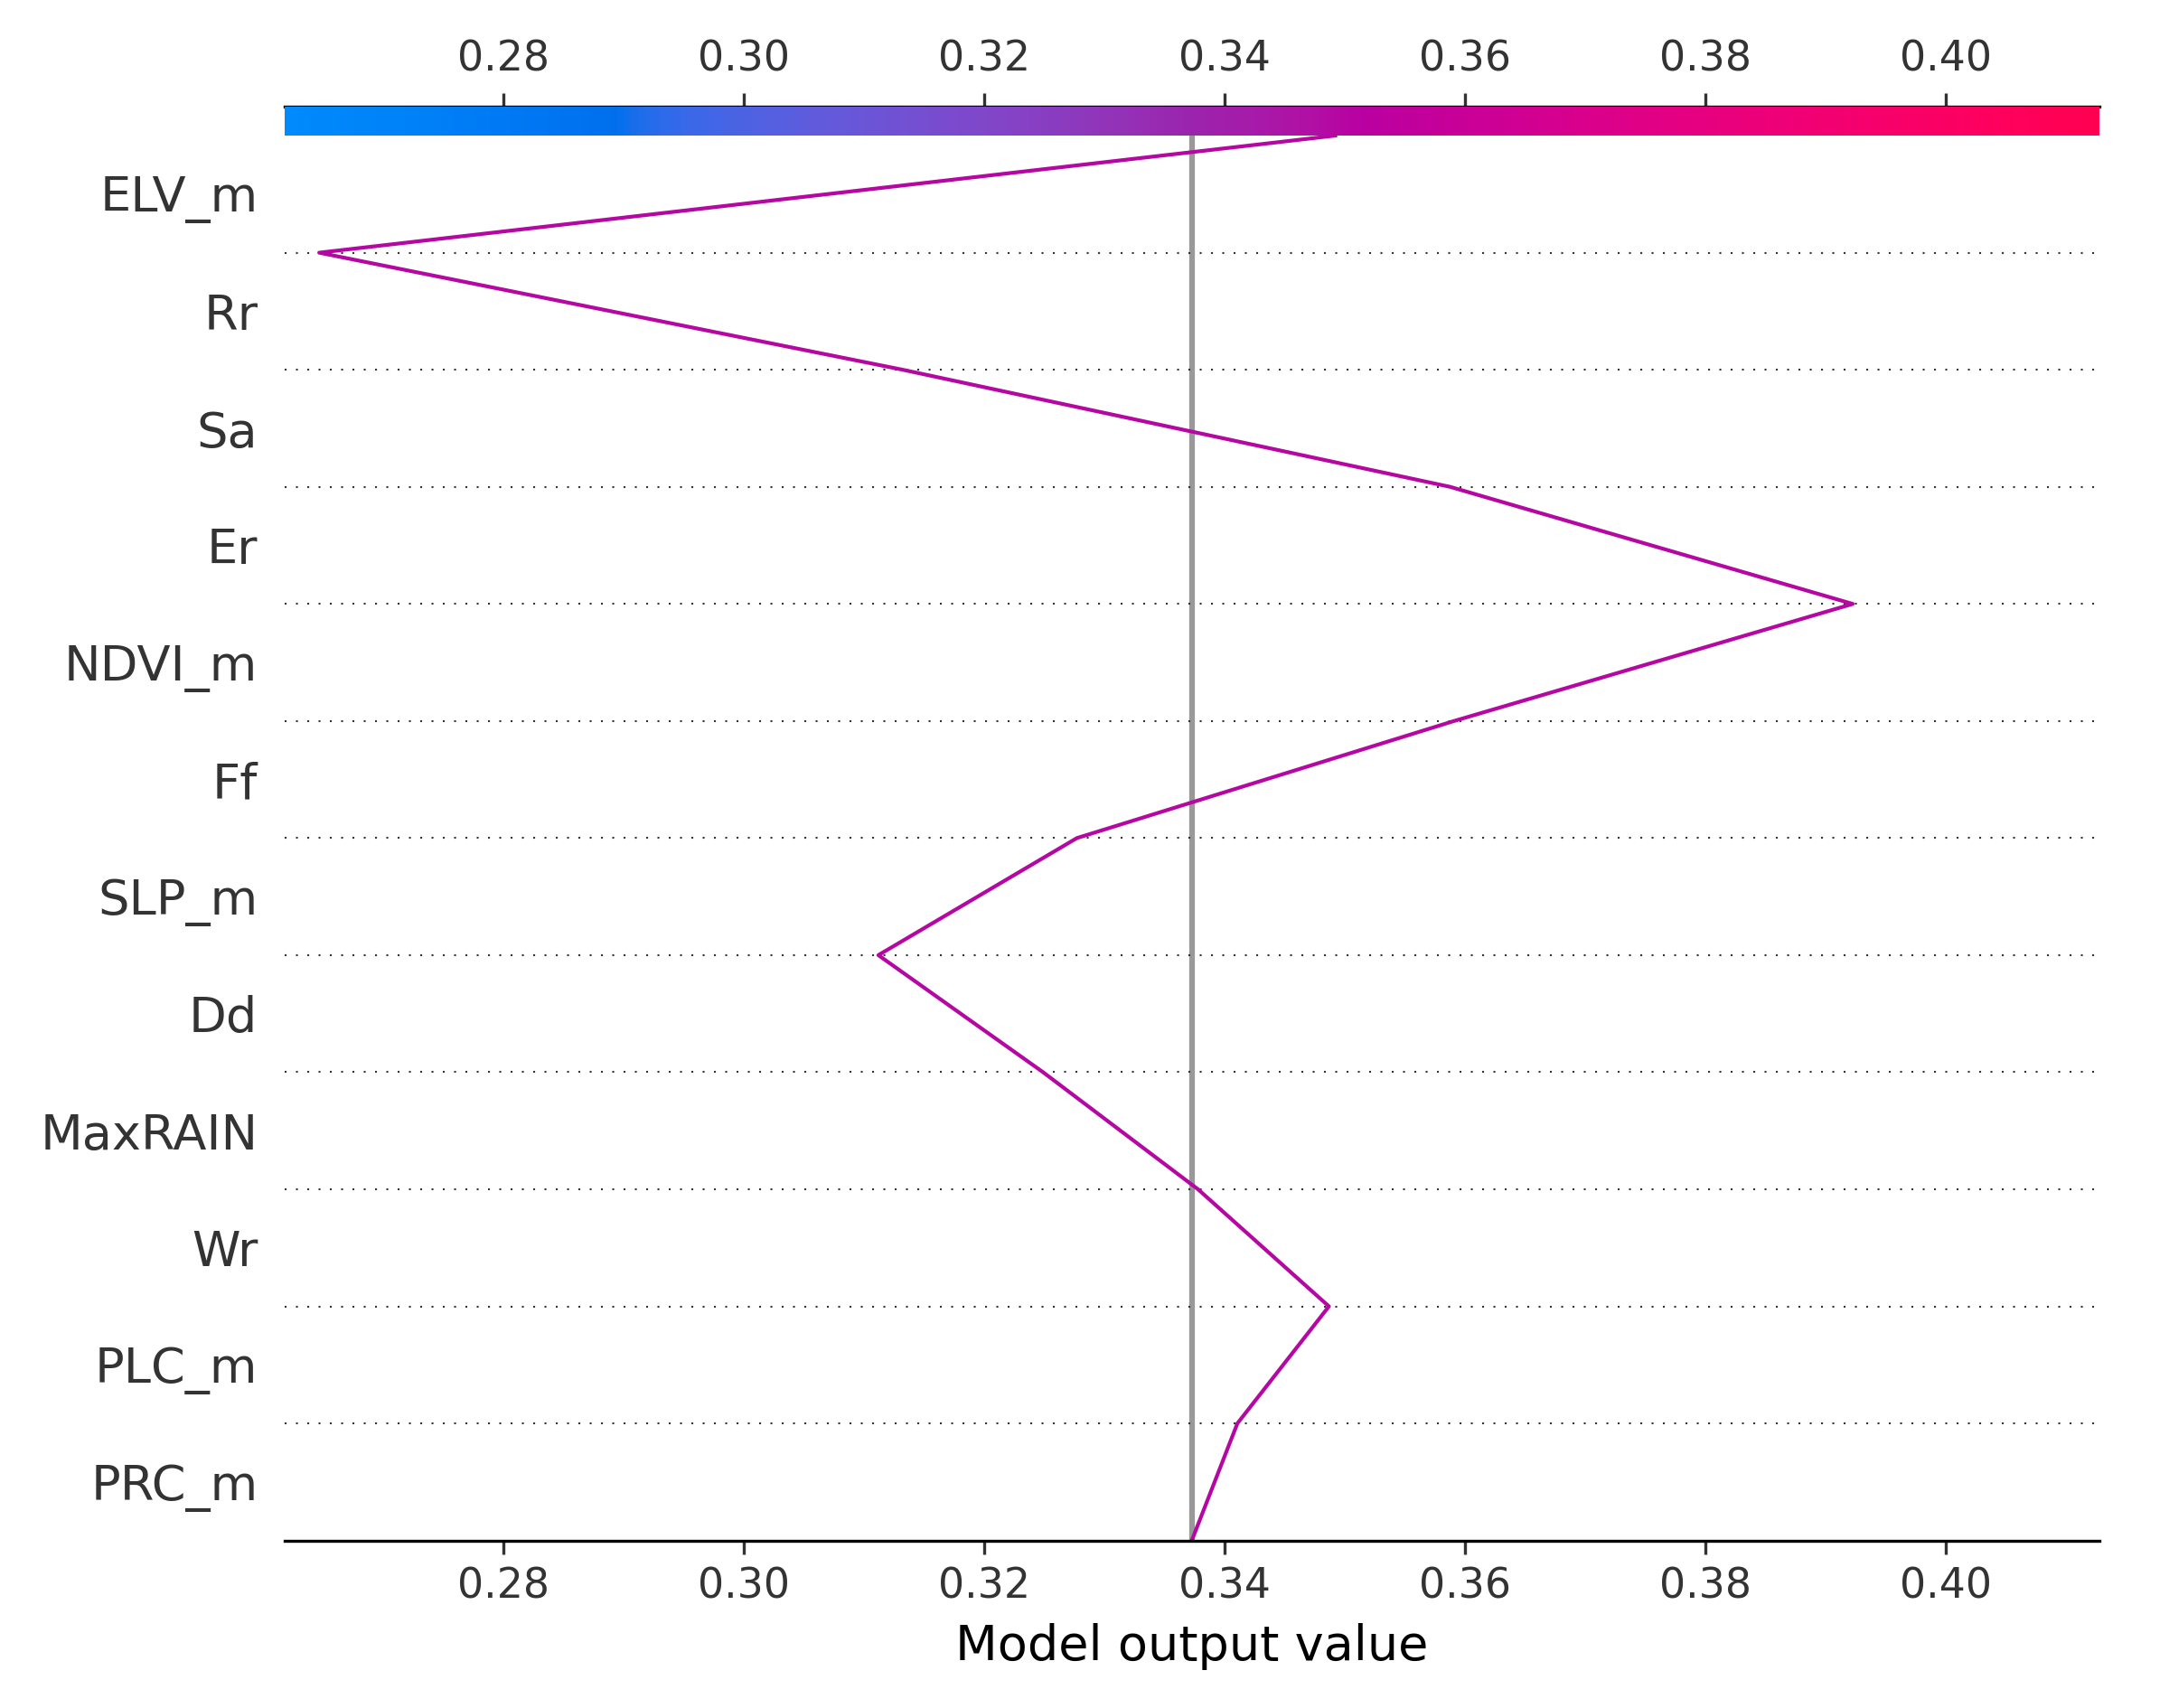 0.28 0.30 0.32 0.34 0.36 0.38 0.40
ELV_m
Rr
Sa
Er
NDVI_m
Ff
SLP_m
Dd
MaxRAIN
Wr
PLC_m
PRC_m
0.28 0.30 0.32 0.34 0.36 0.38 0.40
Model output value